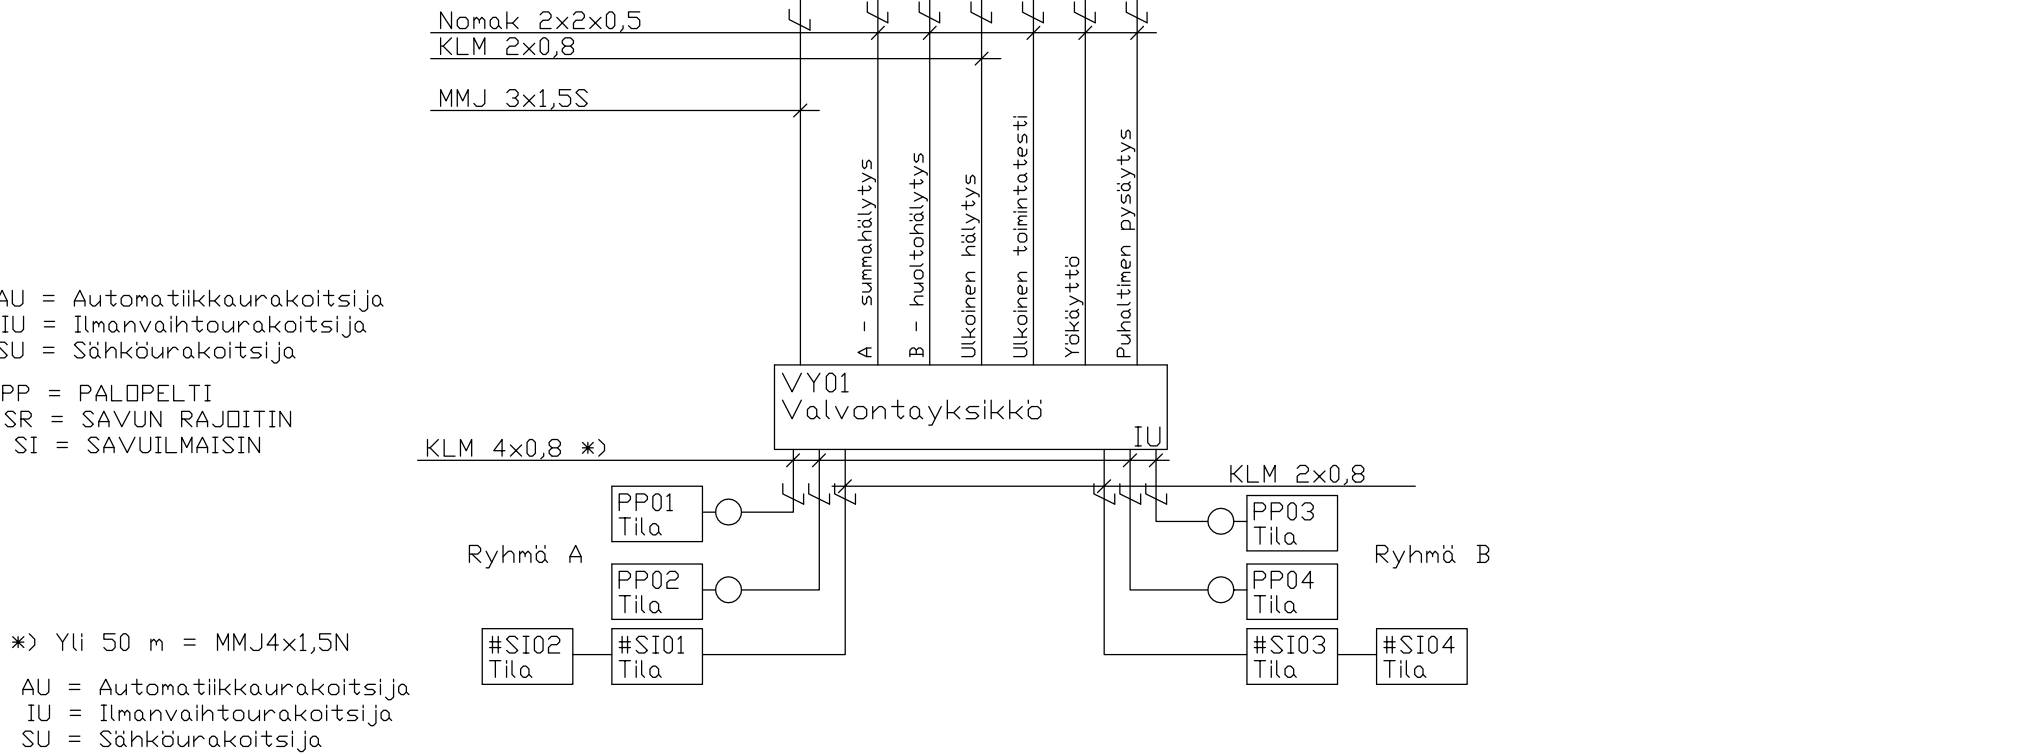 Nomak 2x2x0,5
KLM 2x0,8
MMJ 3x1,5S
A - summahälytys
B - huoltohälytys
Ulkoinen hälytys
Ulkoinen toimintatesti
Yökäyttö
Puhaltimen pysäytys
AU = Automatiikkaurakoitsija
IU = Ilmanvaihtourakoitsija
SU = Sähköurakoitsija
PP = PALOPELTI
SR = SAVUN RAJOITIN
SI = SAVUILMAISIN
VY01
Valvontayksikkö
IU
KLM 4x0,8 *)
KLM 2x0,8
PP01
Tila
PP03
Tila
Ryhmä A
Ryhmä B
PP02
Tila
PP04
Tila
#SI02
Tila
#SI01
Tila
#SI03
Tila
#SI04
Tila
*) Yli 50 m = MMJ4x1,5N
AU = Automatiikkaurakoitsija
IU = Ilmanvaihtourakoitsija
SU = Sähköurakoitsija